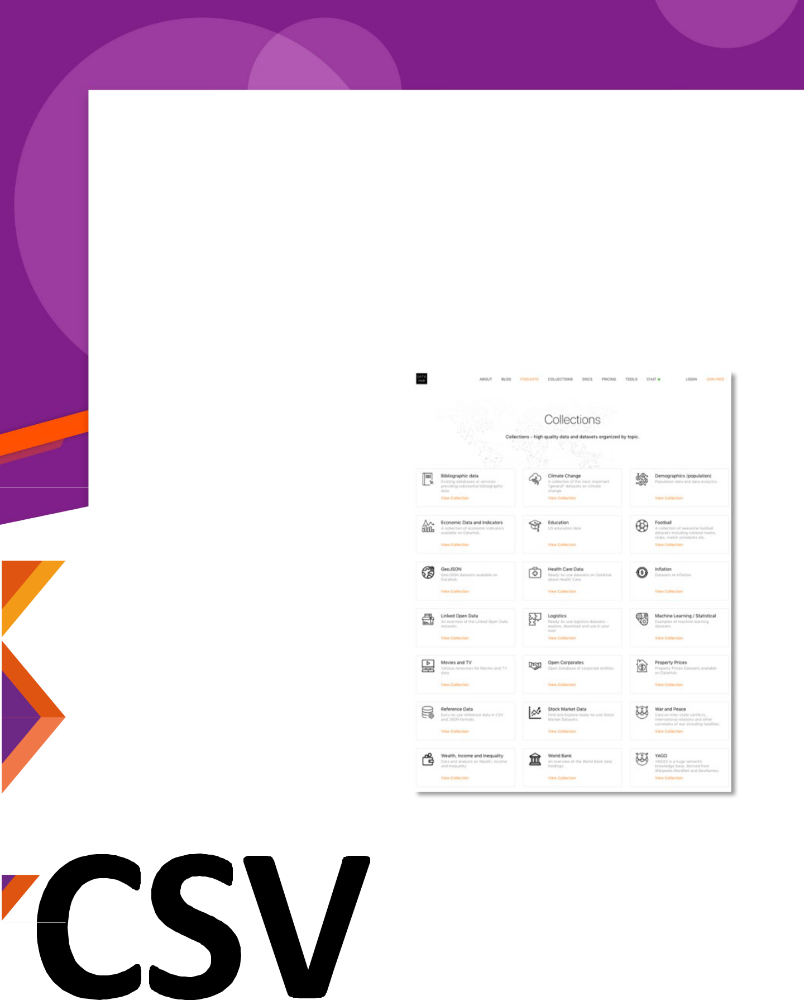 DATA
HUB
ABOUT BLOG FIND DATA COLLECTIONS DOCS PRICING TOOLS CHAT LOGIN JOIN FREE
Collections
Collections - high quality data and datasets organized by topic.
Bibliographic data
Existing databases or services
providing substantial bibliographic
data
View Collection
Climate Change
A collection of the most important
"general" datasets on climate
change
View Collection
Demographics (population)
Population data and data analytics.
View Collection
Economic Data and Indicators
A collection of economic indicators
available on DataHub.
View Collection
Education
US education data
View Collection
Football
A collection of awesome football
datasets including national teams,
clubs, match schedules etc.
View Collection
GeoJSON
GeoJSON datasets available on
DataHub.
View Collection
Health Care Data
Ready-to-use datasets on DataHub
about Health Care.
View Collection
Inflation
Datasets re Inflation
View Collection
Linked Open Data
An overview of the Linked Open Data
datasets.
View Collection
Logistics
Ready-to-use logistics datasets -
explore, download and use in your
tool!
View Collection
Machine Learning / Statistical
Examples of machine learning
datasets.
View Collection
Movies and TV
Various resources for Movies and TV
data.
View Collection
Open Corporates
Open Database of corporate entities.
View Collection
Property Prices
Property Prices Datasets available
on DataHub.
View Collection
Reference Data
Easy-to-use reference data in CSV
and JSON formats.
View Collection
Stock Market Data
Find and Explore ready-to-use Stock
Market Datasets.
View Collection
War and Peace
Data on inter-state conflicts,
international relations and other
correlates of war including fatalities.
View Collection
Wealth, Income and Inequality
Data and analysis on Wealth, Income
and Inequality
View Collection
World Bank
An overview of the World Bank data
holdings.
View Collection
YAGO
YAGO3 is a huge semantic
knowledge base, derived from
Wikipedia WordNet and GeoNames.
View Collection
CSV